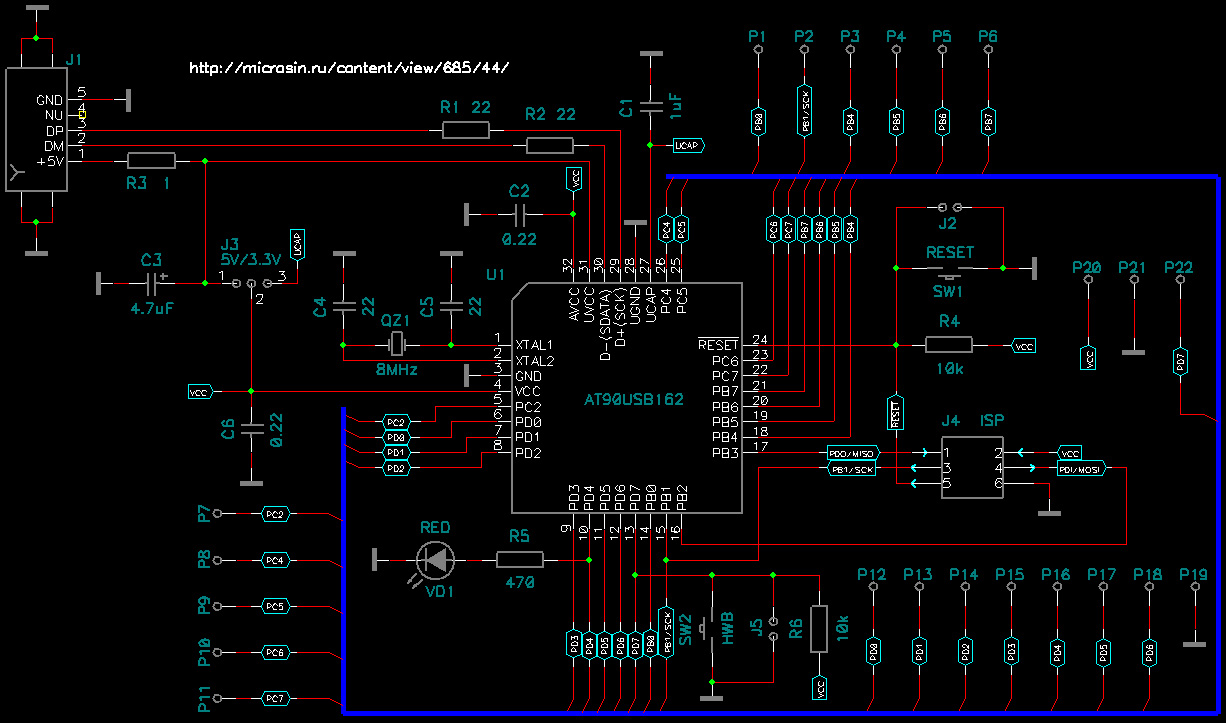 http://microsin.ru/content/view/685/44/
J1
GND 5
NU 4
DP 3
DM 2
+5V 1
R1 22
R2 22
R3 1
C1 1uF
UCAP
VCC
C2
0.22
C3
+
4.7uF
J3
5V/3.3V
1 2 3
UCAP
C4 22
C5 22
QZ1
8MHz
VCC
C6 0.22
U1
AT90USB162
32 31 30 29 28 27 26 25
AVCC UVCC D-(SDATA) D+(SCK) UGND UCAP PC4 PC5
1 XTAL1
2 XTAL2
3 GND
4 VCC
5 PC2
6 PD0
7 PD1
8 PD2
RESET 24
PC6 23
PC7 22
PB7 21
PB6 20
PB5 19
PB4 18
PB3 17
PD3 PD4 PD5 PD6 PD7 PB0 PB1 PB2
9 10 11 12 13 14 15 16
PC4 PC5
PC6 PC7 PB7 PB6 PB5 PB4
PC2
PD0
PD1
PD2
P1 P2 P3 P4 P5 P6
PB0 PB1/SCK PB4 PB5 PB6 PB7
J2
RESET
SW1
R4
10k
VCC
RESET
J4 ISP
1 2
3 4
5 6
PDO/MISO
PB1/SCK
VCC
PDI/MOSI
P20 P21 P22
VCC PD7
P7 PC2
P8 PC4
P9 PC5
P10 PC6
P11 PC7
RED
VD1
R5
470
PD3 PD4 PD5 PD6 PD7 PB0 PB1/SCK
SW2 HWB
J5
R6 10k
VCC
P12 P13 P14 P15 P16 P17 P18 P19
PD0 PD1 PD2 PD3 PD4 PD5 PD6